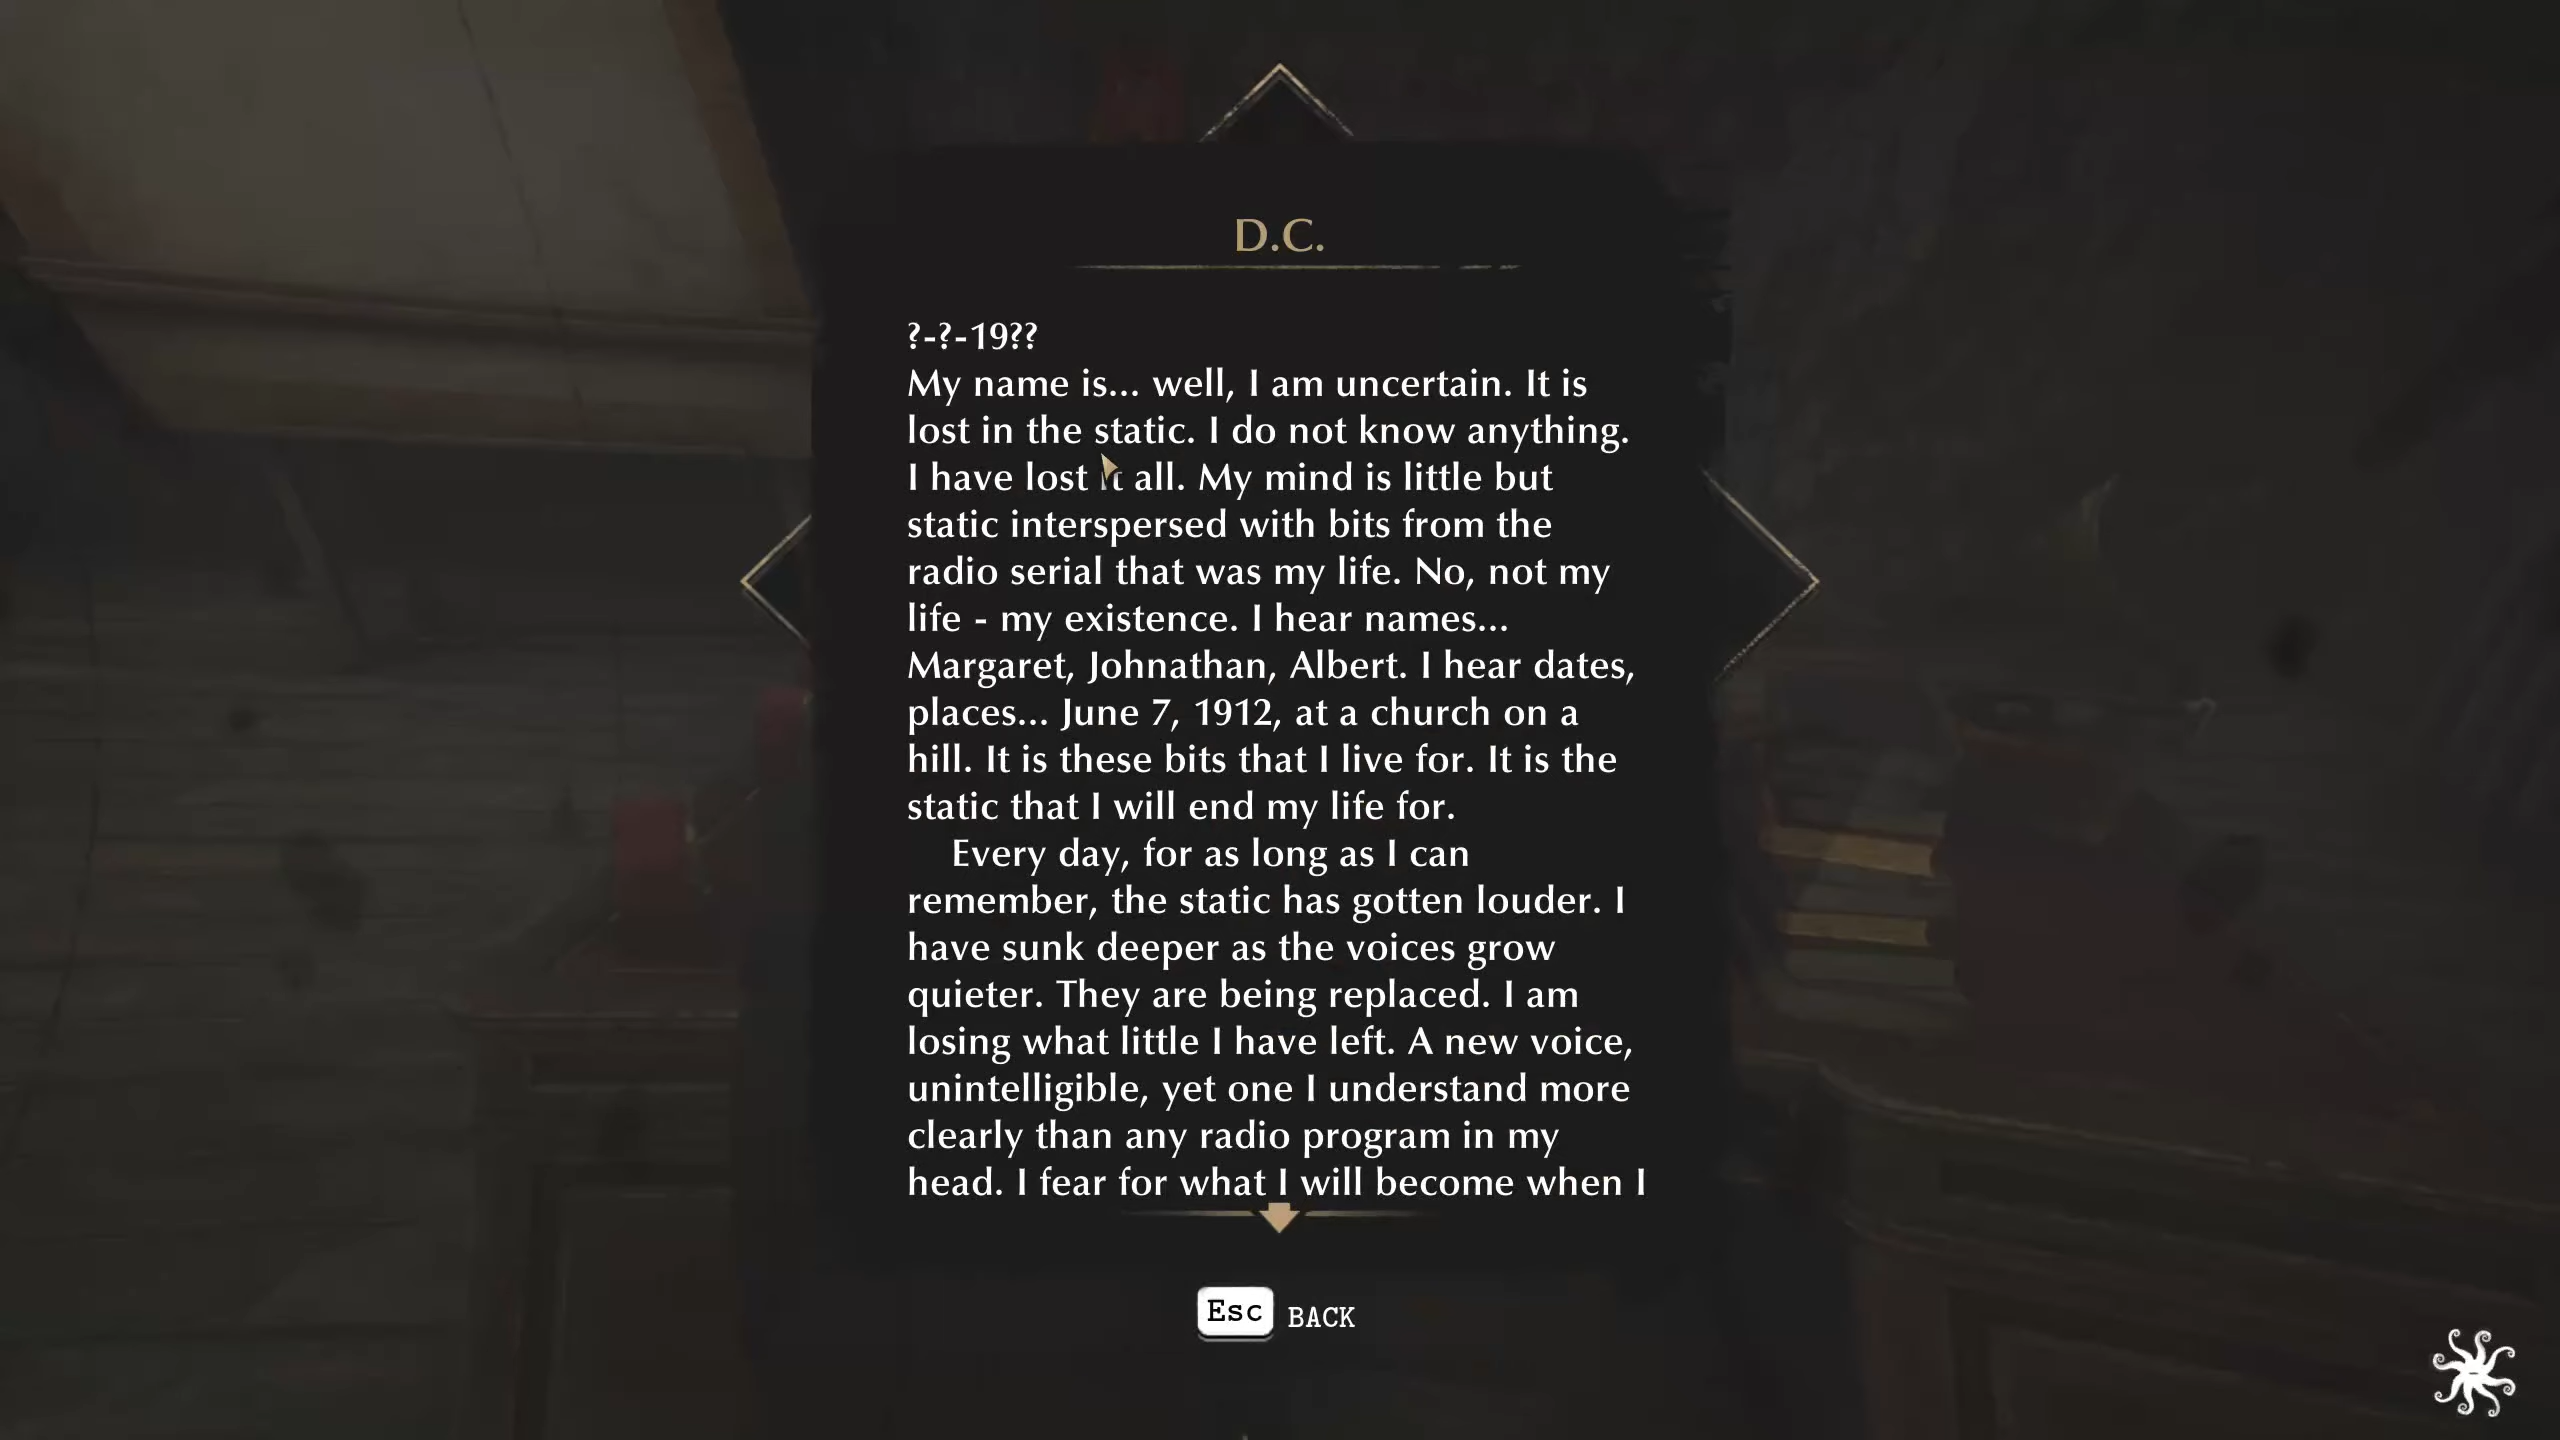 D.C.
?-?-19??
My name is... well, I am uncertain. It is
lost in the static. I do not know anything.
I have lost it all. My mind is little but
static interspersed with bits from the
radio serial that was my life. No, not my
life - my existence. I hear names...
Margaret, Johnathan, Albert. I hear dates,
places... June 7, 1912, at a church on a
hill. It is these bits that I live for. It is the
static that I will end my life for.
Every day, for as long as I can
remember, the static has gotten louder. I
have sunk deeper as the voices grow
quieter. They are being replaced. I am
losing what little I have left. A new voice,
unintelligible, yet one I understand more
clearly than any radio program in my
head. I fear for what I will become when I
Esc BACK